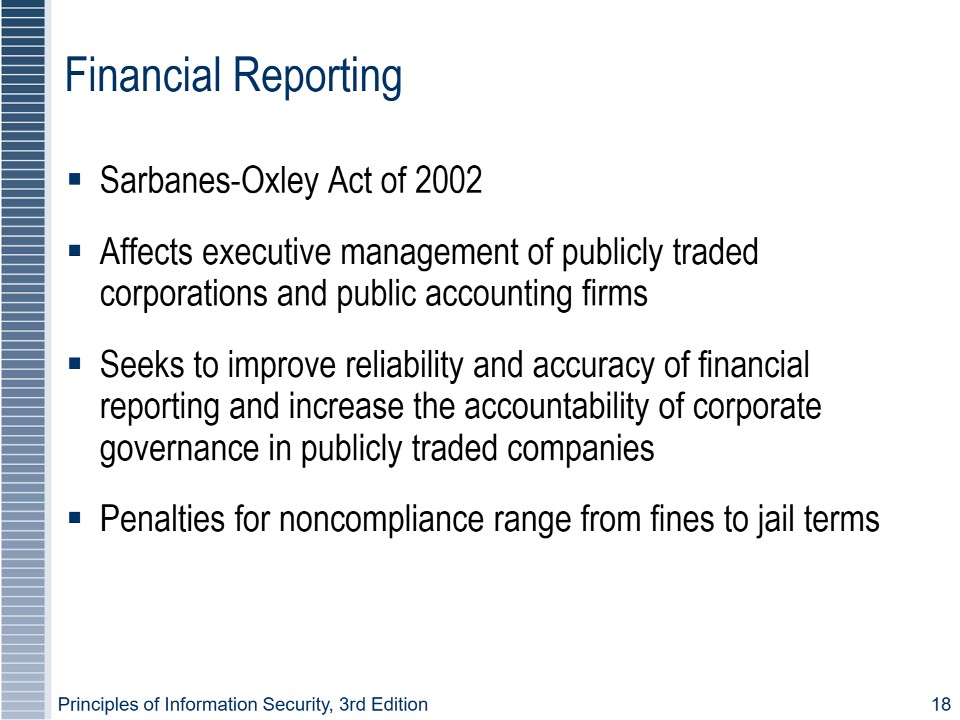 Financial Reporting
▪ Sarbanes-Oxley Act of 2002
▪ Affects executive management of publicly traded
corporations and public accounting firms
▪ Seeks to improve reliability and accuracy of financial
reporting and increase the accountability of corporate
governance in publicly traded companies
▪ Penalties for noncompliance range from fines to jail terms
Principles of Information Security, 3rd Edition
18